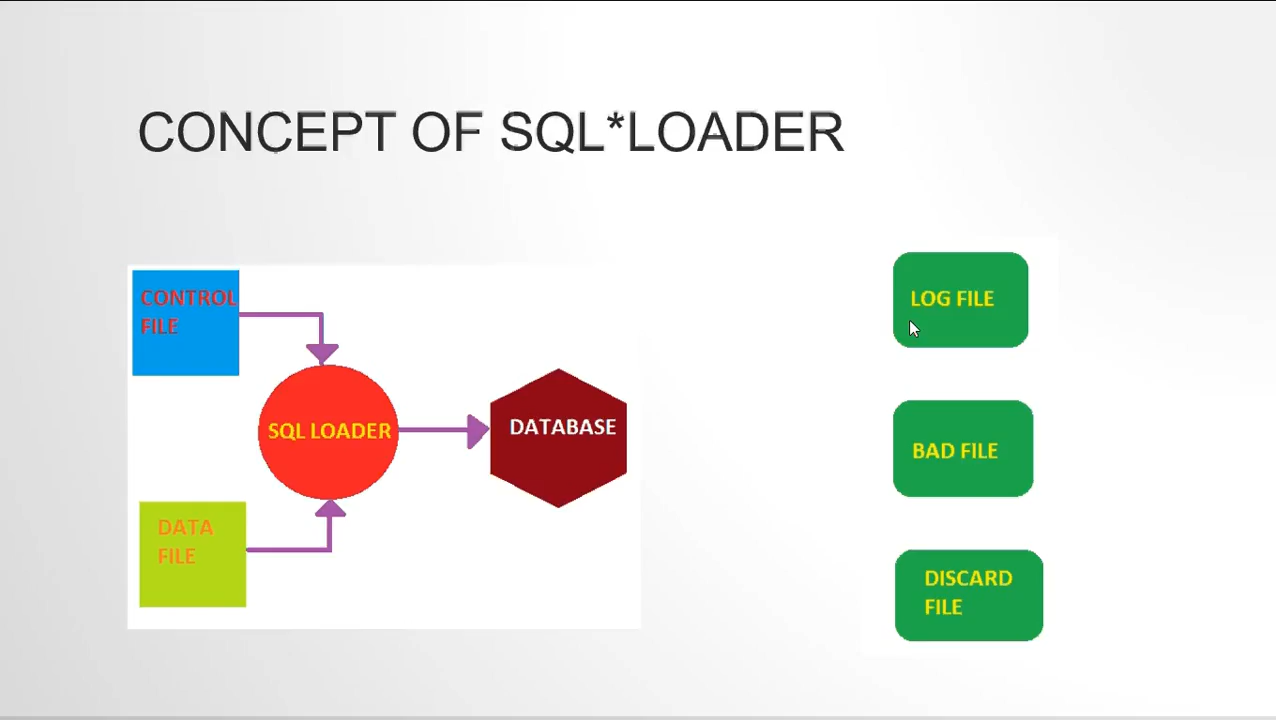 CONCEPT OF SQL*LOADER
CONTROL
FILE
SQL LOADER
DATABASE
DATA
FILE
LOG FILE
BAD FILE
DISCARD
FILE